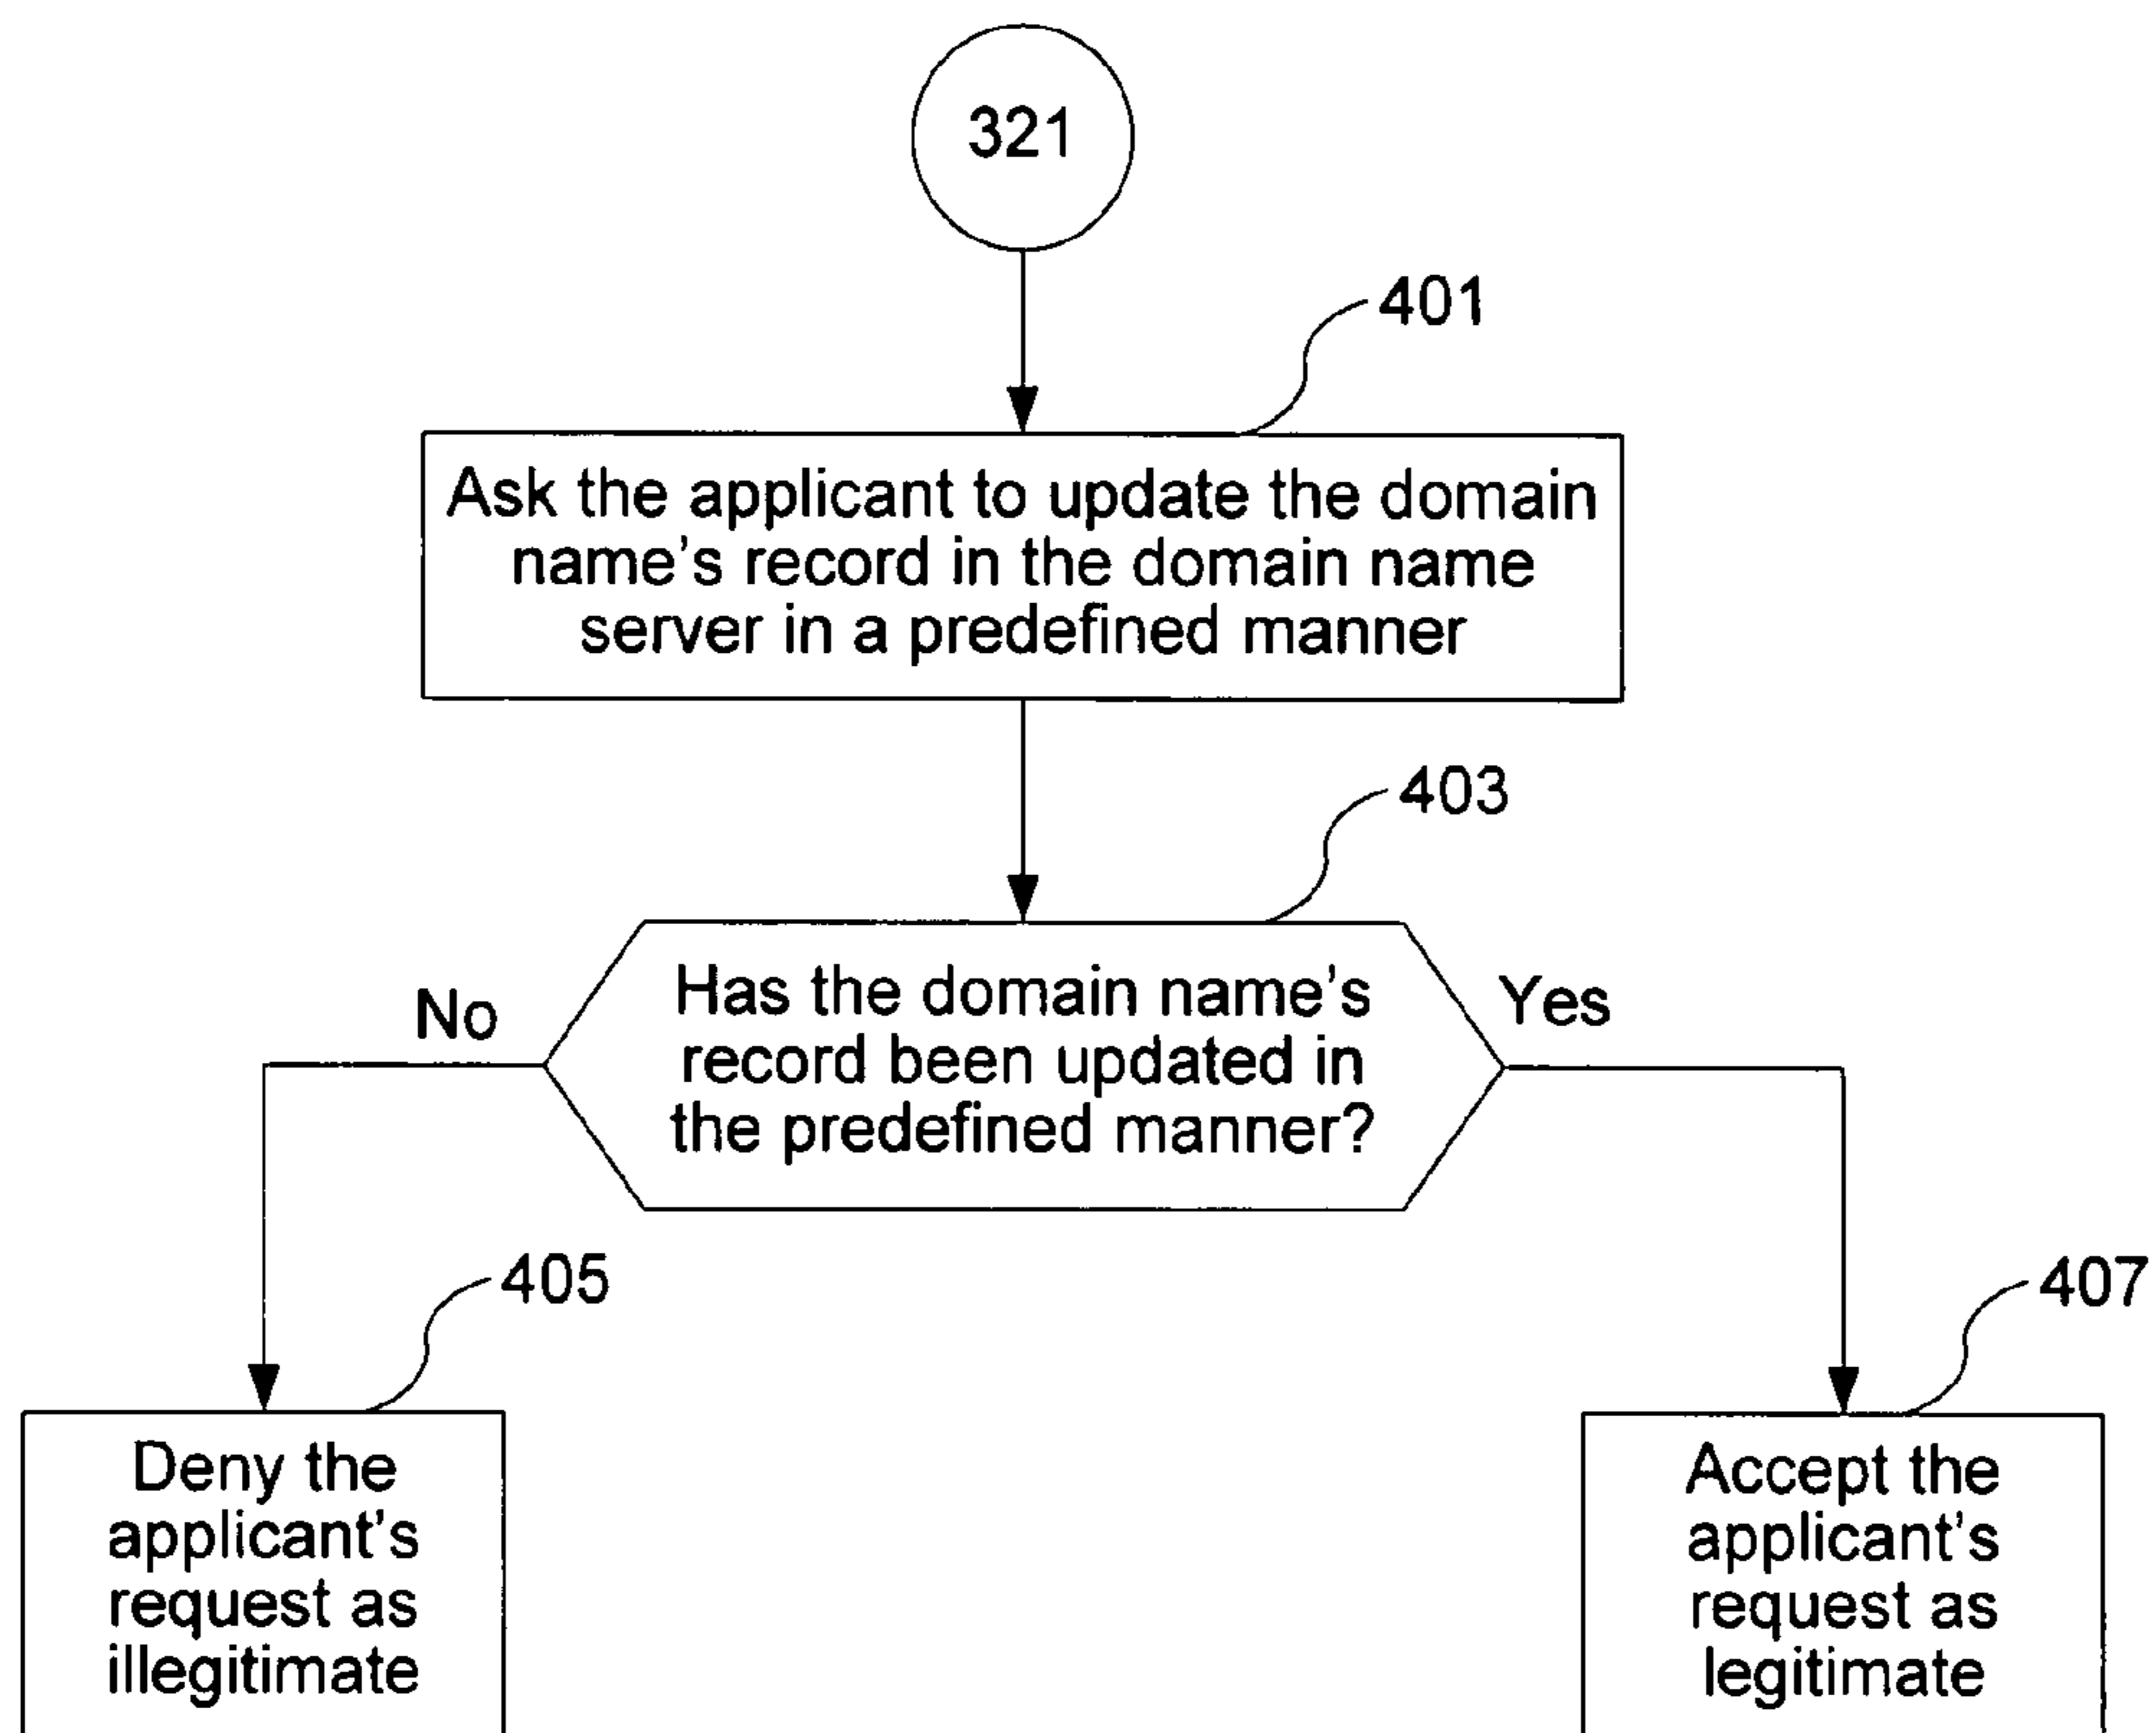 321
401
Ask the applicant to update the domain
name's record in the domain name
server in a predefined manner
403
No
Has the domain name's
record been updated in
the predefined manner?
Yes
405
Deny the
applicant's
request as
illegitimate
407
Accept the
applicant's
request as
legitimate